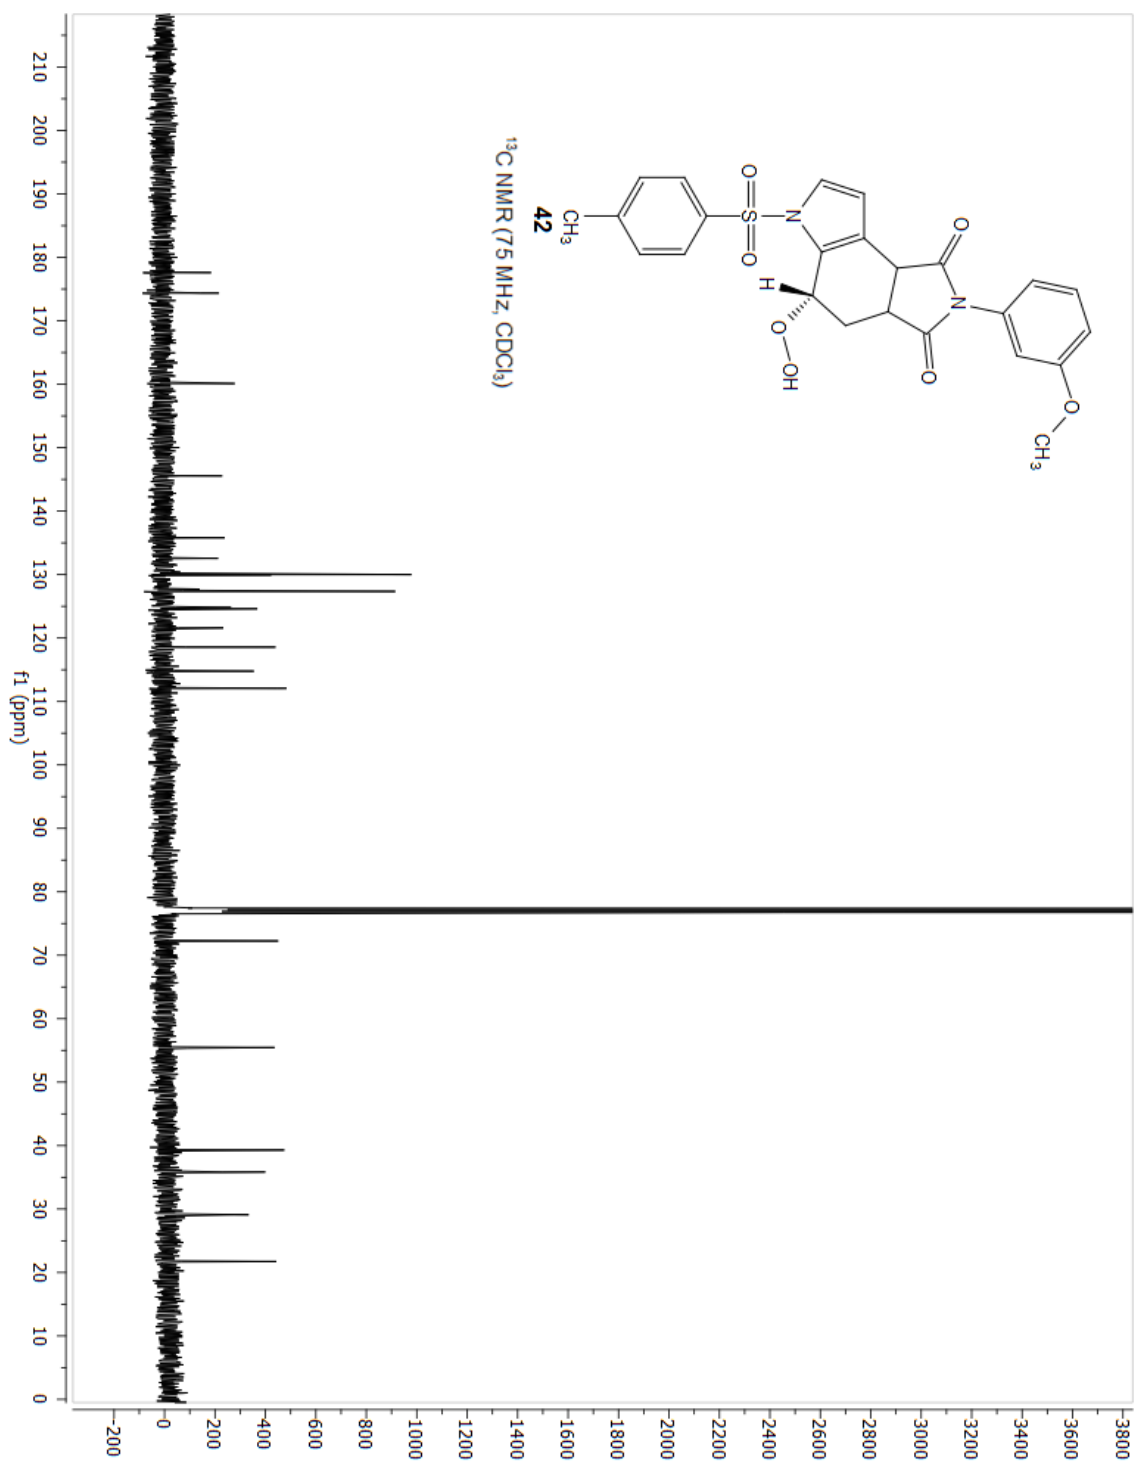 O
N
O
O
CH₃
N
O
S
O
H
O
OH
CH₃
42
¹³C NMR (75 MHz, CDCl₃)
3800
3600
3400
3200
3000
2800
2600
2400
2200
2000
1800
1600
1400
1200
1000
800
600
400
200
0
-200
210 200 190 180 170 160 150 140 130 120 110 100 90 80 70 60 50 40 30 20 10 0
f1 (ppm)